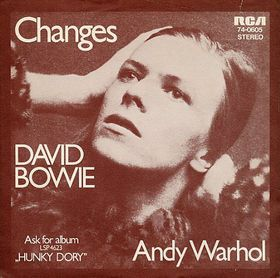 Changes
RCA
74-0605
STEREO
DAVID
BOWIE
Ask for album
LSP 4623
„HUNKY DORY"
Andy Warhol